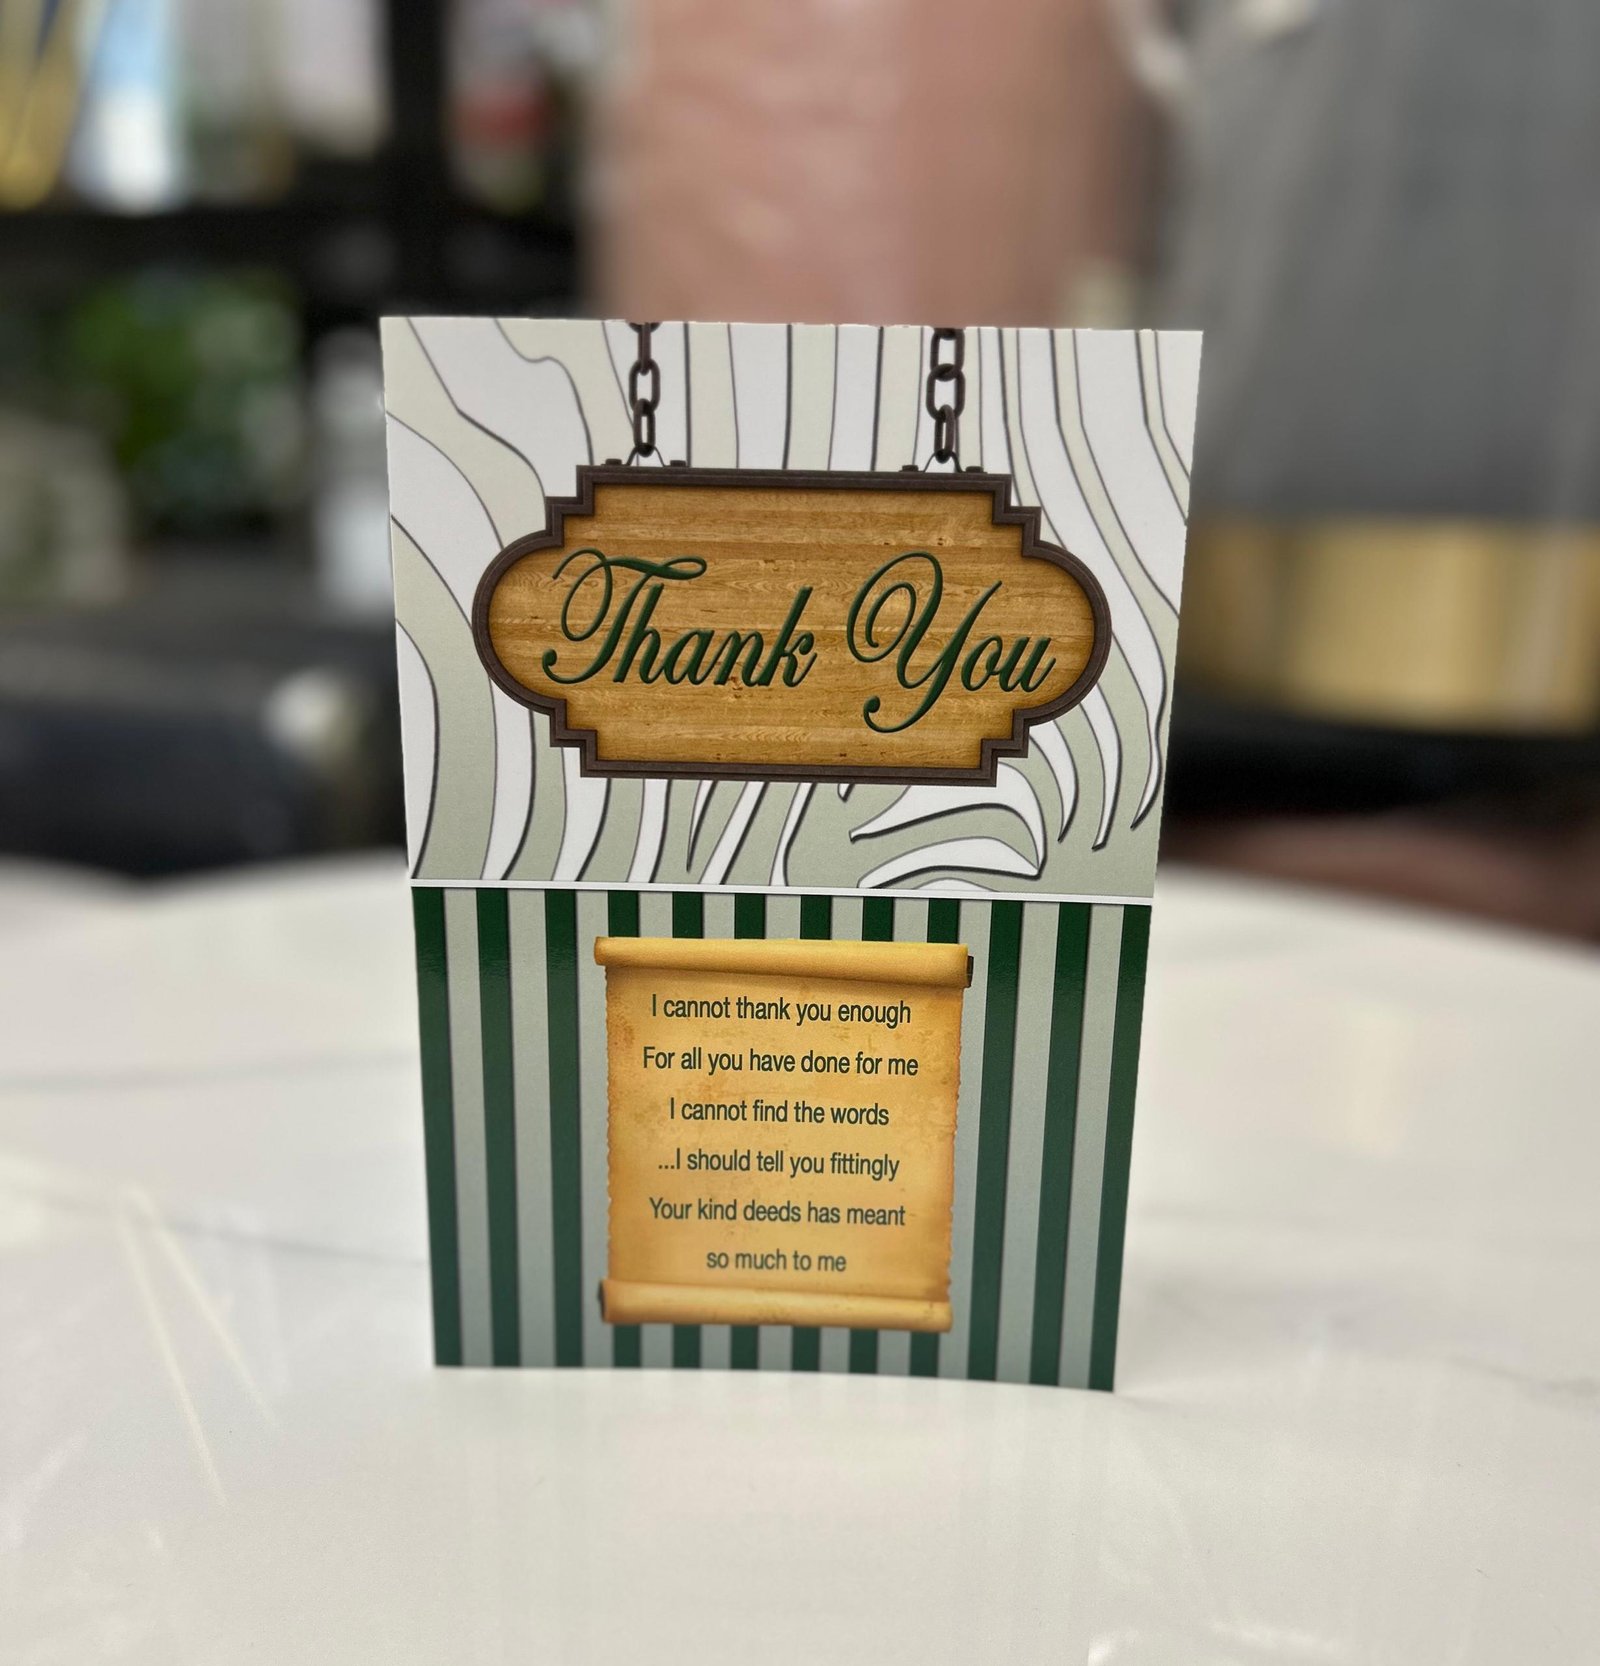 Thank You
I cannot thank you enough
For all you have done for me
I cannot find the words
...I should tell you fittingly
Your kind deeds has meant
so much to me